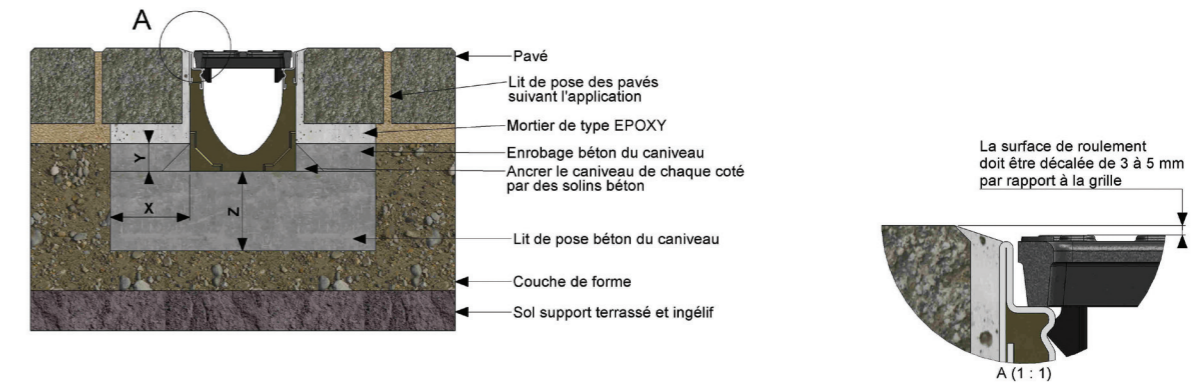 A
Pavé
Lit de pose des pavés
suivant l'application
Mortier de type EPOXY
Enrobage béton du caniveau
Ancrer le caniveau de chaque coté
par des solins béton
Y
X
Z
Lit de pose béton du caniveau
Couche de forme
Sol support terrassé et ingélif
La surface de roulement
doit être décalée de 3 à 5 mm
par rapport à la grille
A (1 : 1)